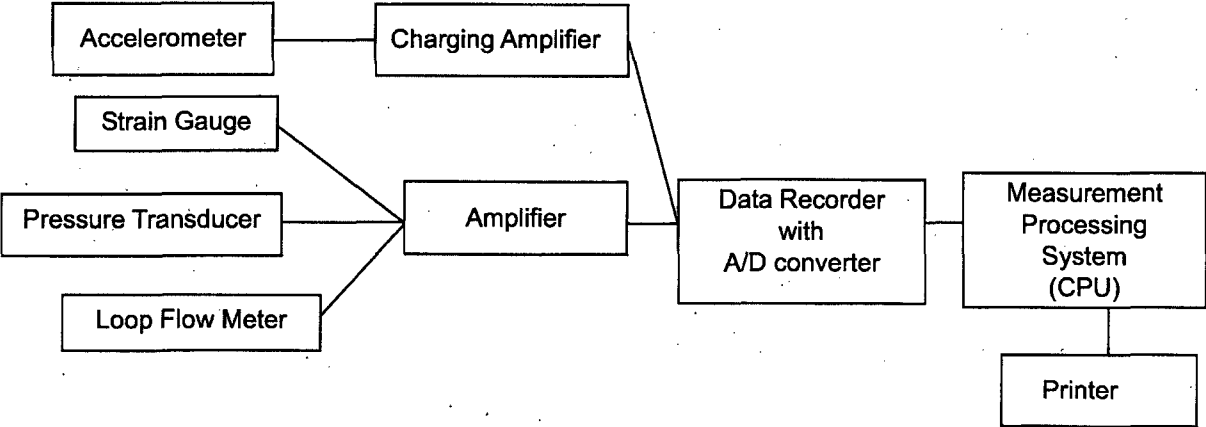 Accelerometer
Charging Amplifier
Strain Gauge
Pressure Transducer
Loop Flow Meter
Amplifier
Data Recorder
with
A/D converter
Measurement
Processing
System
(CPU)
Printer